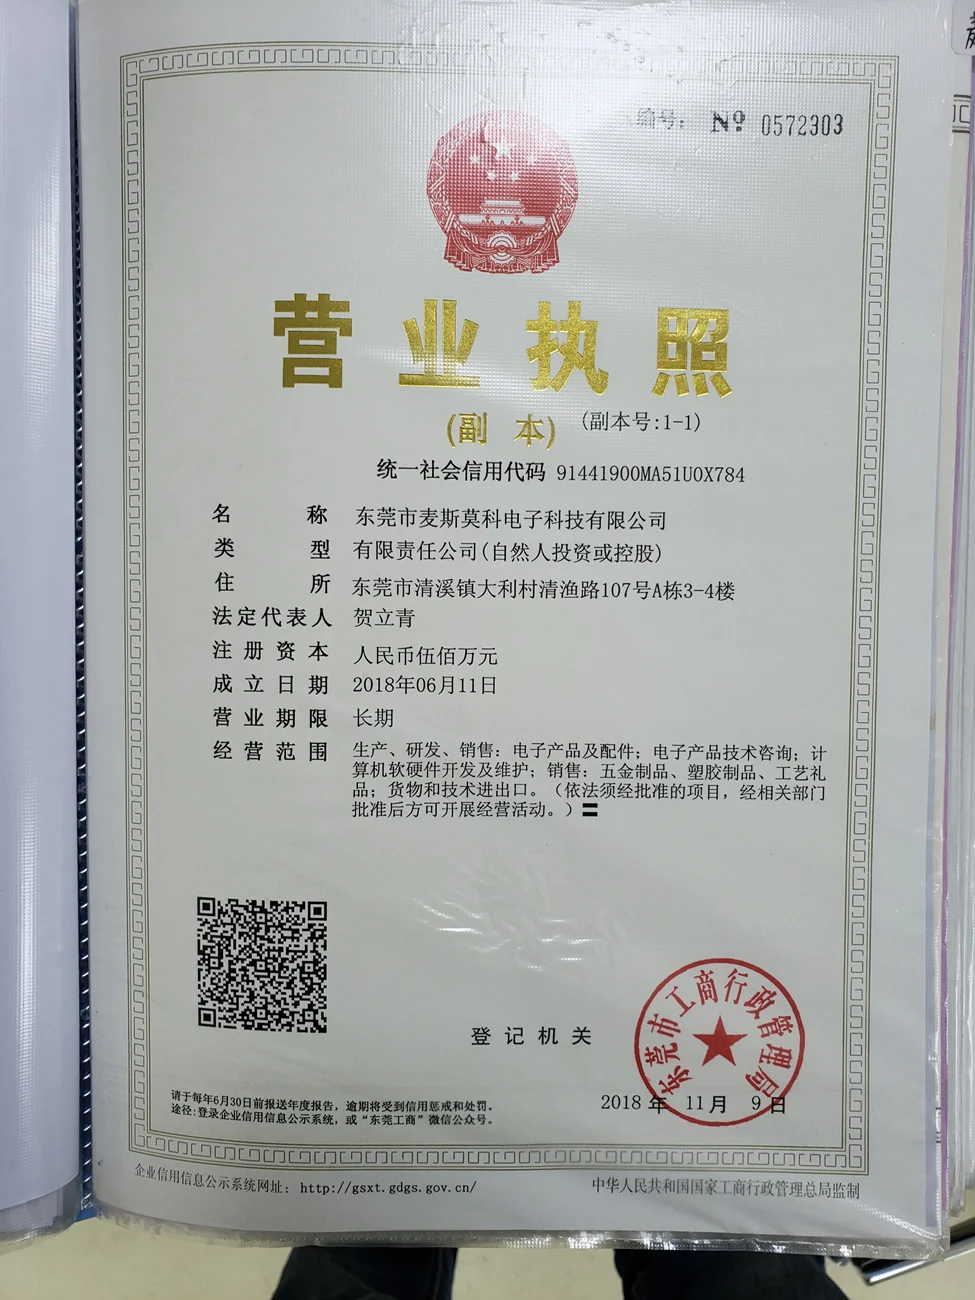 编号： Nº 0572303
营业执照
(副 本) (副本号:1-1)
统一社会信用代码 91441900MA51U0X784
名 称 东莞市麦斯莫科电子科技有限公司
类 型 有限责任公司(自然人投资或控股)
住 所 东莞市清溪镇大利村清渔路107号A栋3-4楼
法定代表人 贺立青
注册资本 人民币伍佰万元
成立日期 2018年06月11日
营业期限 长期
经营范围 生产、研发、销售：电子产品及配件；电子产品技术咨询；计
算机软硬件开发及维护；销售：五金制品、塑胶制品、工艺礼
品；货物和技术进出口。（依法须经批准的项目，经相关部门
批准后方可开展经营活动。）〓
登记机关
东莞市工商行政管理局
2018 年 11 月 9 日
请于每年6月30日前报送年度报告，逾期将受到信用惩戒和处罚。
途径:登录企业信用信息公示系统，或“东莞工商”微信公众号。
企业信用信息公示系统网址：http://gsxt.gdgs.gov.cn/
中华人民共和国国家工商行政管理总局监制